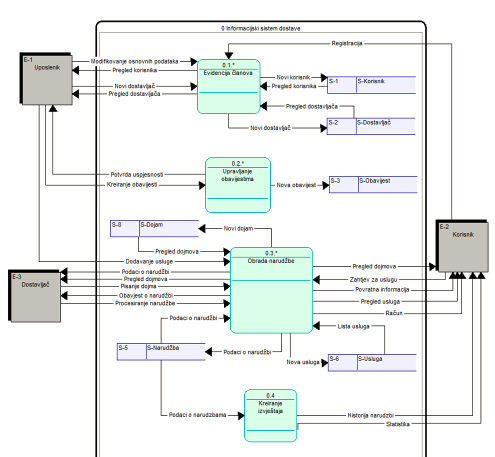 0 Informacijski sistem dostave
Registracija
E-1
Uposlenik
Modifikovanje osnovnih podataka
Pregled korisnika
Novi dostavljač
Pregled dostavljača
0.1.*
Evidencija članova
Novi korisnik
Pregled korisnika
S-1 S-Korisnik
Pregled dostavljača
Novi dostavljač
S-2 S-Dostavljač
Potvrda uspjesnosti
Kreiranje obavijesti
0.2.*
Upravljanje
obavijestima
Nova obavijest
S-3 S-Obavijest
S-8 S-Dojam
Novi dojam
E-2
Korisnik
Pregled dojmova
Dodavanje usluge
0.3.*
Obrada narudžbe
Pregled dojmova
Zahtjev za uslugu
Povratna informacija
Pregled usluga
Račun
E-3
Dostavljač
Podaci o narudžbi
Pregled dojmova
Pisanje dojma
Obavjest o narudžbi
Procesiranje narudžbe
Podaci o narudžbi
Lista usluga
S-5 S-Narudžba
Podaci o narudžbi
Nova usluga
S-6 S-Usluga
0.4
Kreiranje
izvještaja
Podaci o narudzbama
Historija narudzbi
Statistika